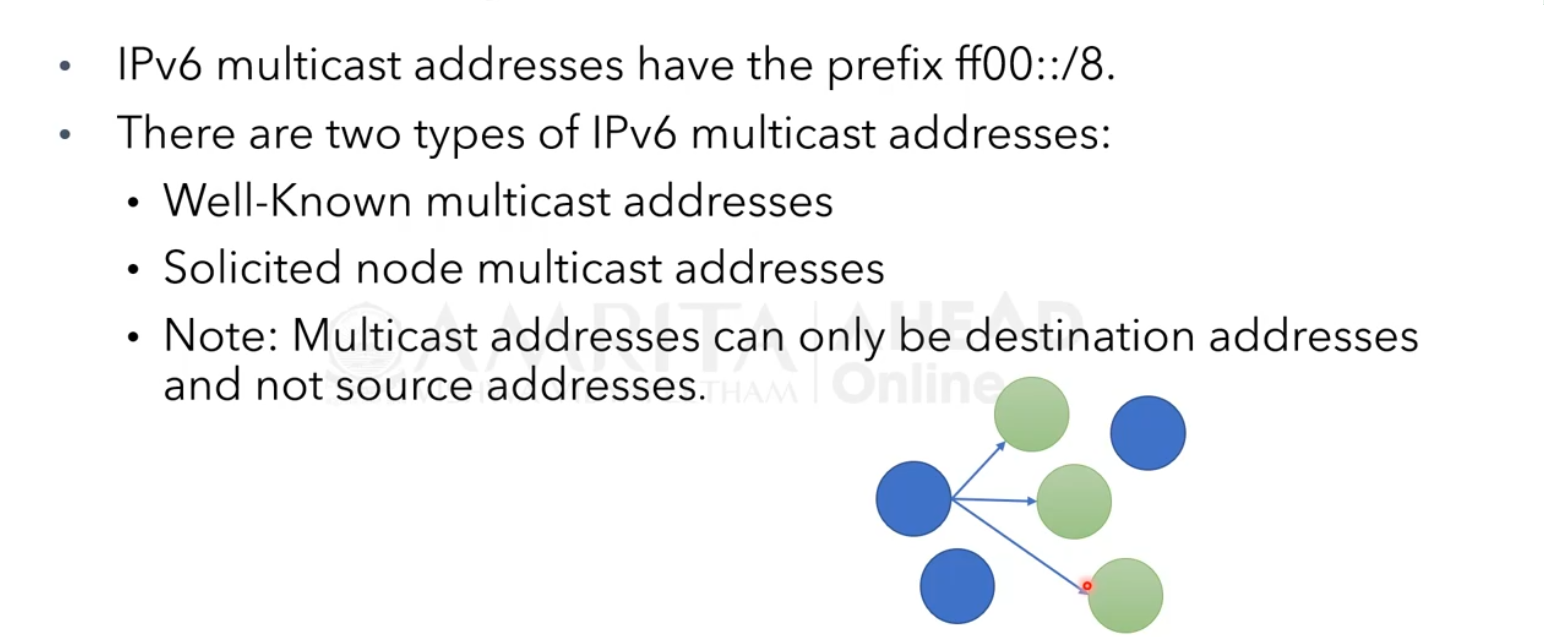 • IPv6 multicast addresses have the prefix ff00::/8.
• There are two types of IPv6 multicast addresses:
• Well-Known multicast addresses
• Solicited node multicast addresses
• Note: Multicast addresses can only be destination addresses
and not source addresses.
AMRITA AHEAD
Online